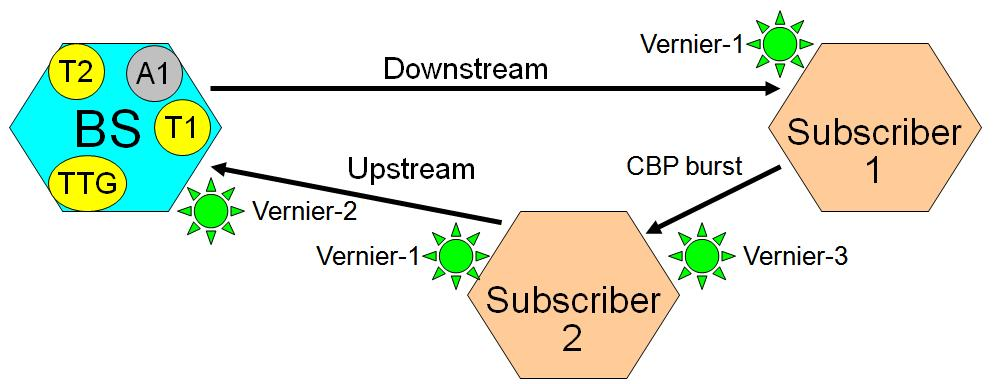 Vernier-1
T2
A1
Downstream
BS
T1
Subscriber
1
CBP burst
Upstream
TTG
Vernier-2
Vernier-1
Vernier-3
Subscriber
2